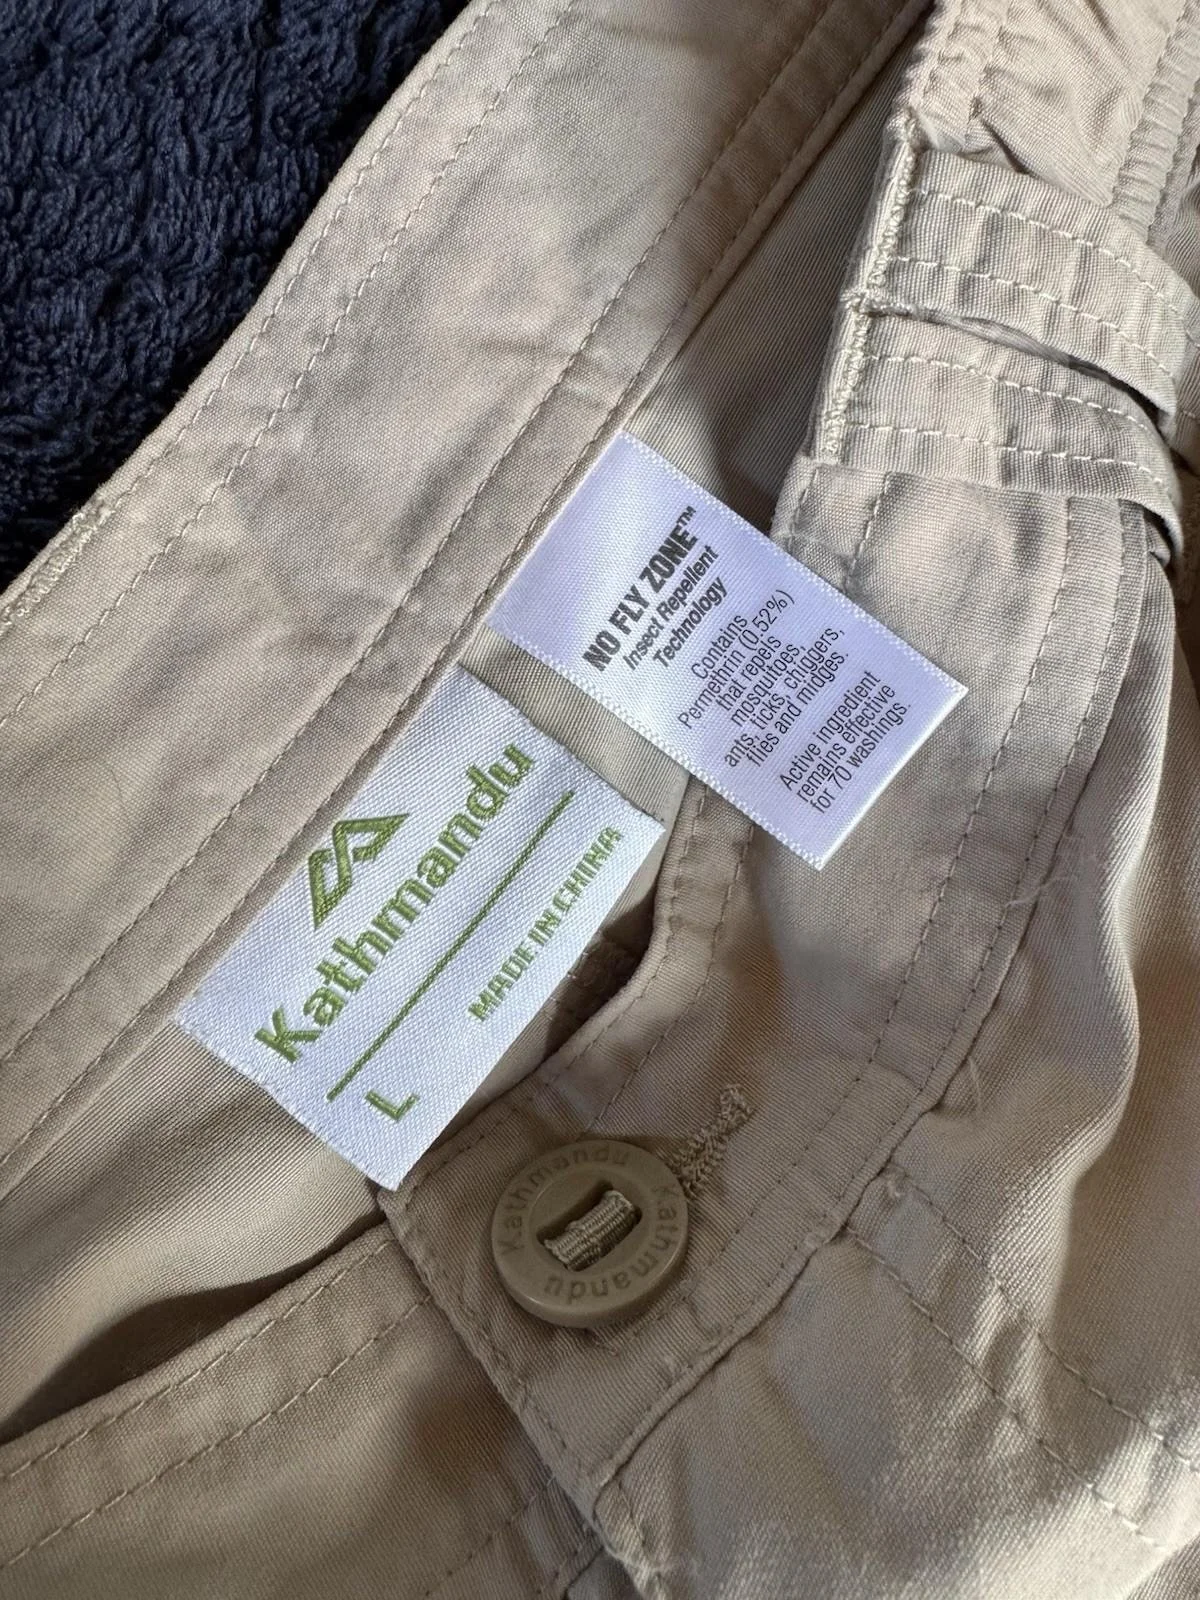 NO FLY ZONE™
Insect Repellent
Technology
Contains
Permethrin (0.52%)
that repels
mosquitoes,
ants, ticks, chiggers,
flies and midges.
Active ingredient
remains effective
for 70 washings.
Kathmandu
MADE IN CHINA
L
Kathmandu Kathmandu